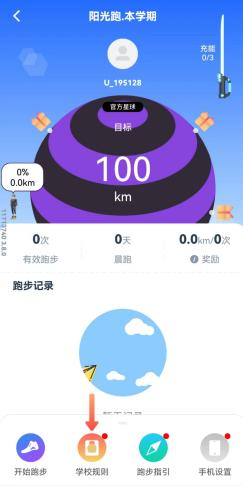 阳光跑.本学期
充能
0/3
U_195128
官方星球
目标
100
km
0%
0.0km
0次
有效跑步
0天
晨跑
0.0km/0次
奖励
跑步记录
开始跑步
学校规则
跑步指引
手机设置